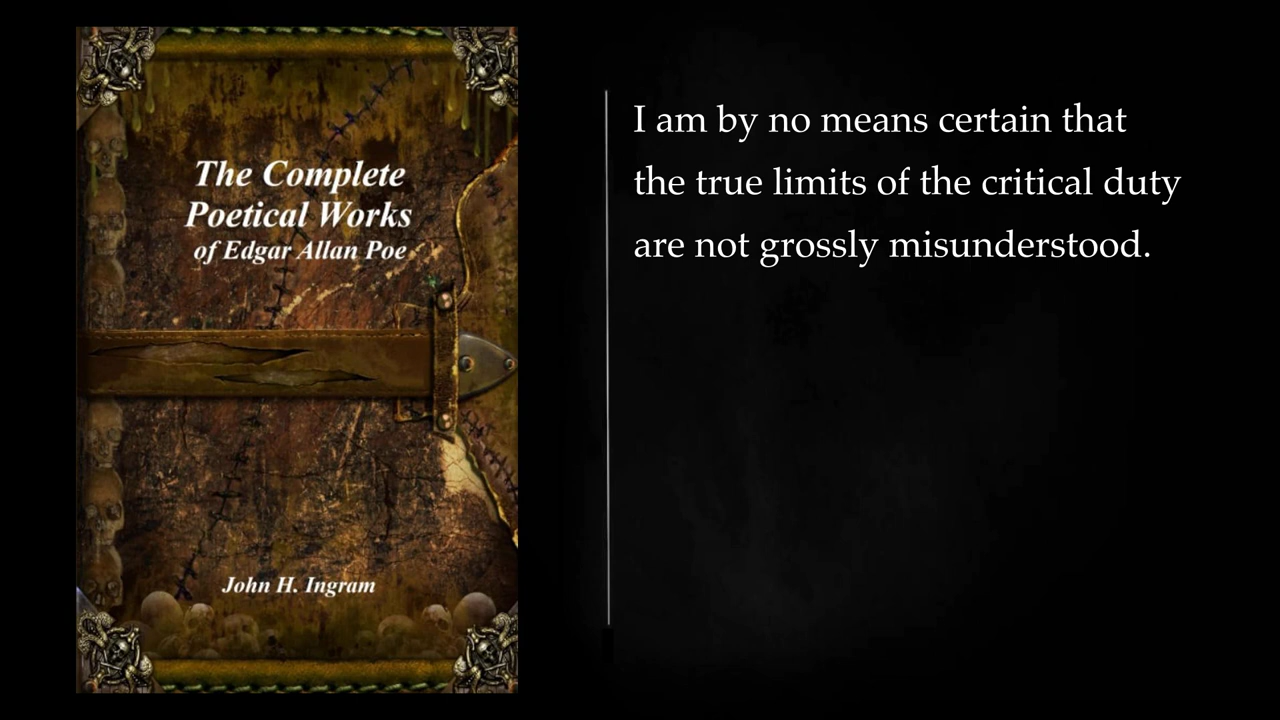 The Complete
Poetical Works
of Edgar Allan Poe
John H. Ingram
I am by no means certain that
the true limits of the critical duty
are not grossly misunderstood.